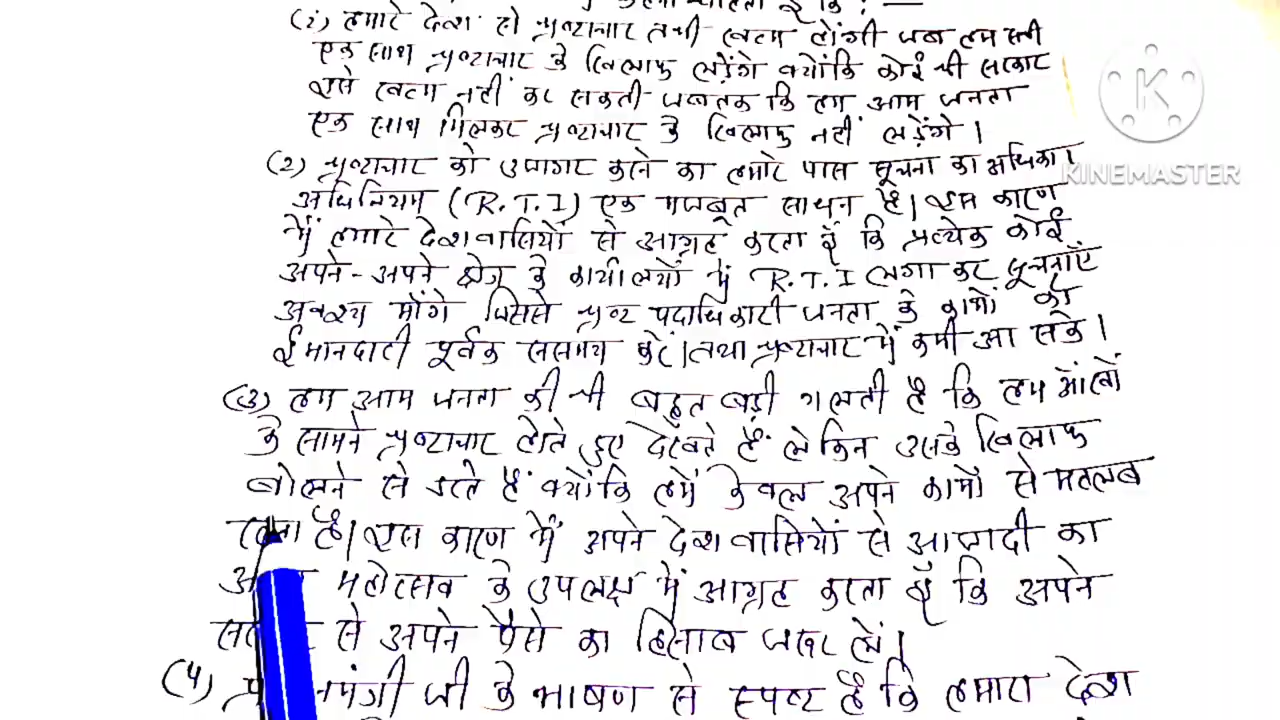 कि : —
(1) हमारे देश से भ्रष्टाचार तभी खत्म होगी जब हम सभी
एक साथ भ्रष्टाचार के खिलाफ लड़ेंगे क्योंकि कोई भी सरकार
इसे खत्म नहीं कर सकती जबतक कि हम आम जनता
एक साथ मिलकर भ्रष्टाचार के खिलाफ नहीं लड़ेंगे।
(2) भ्रष्टाचार को उजागर करने का हमारे पास सूचना का अधिकार
अधिनियम (R.T.I) एक मजबूत साधन है। इस कारण
मैं हमारे देशवासियों से आग्रह करता हूँ कि प्रत्येक कोई
अपने-अपने क्षेत्र के कार्यालयों में R.T.I लगा कर सूचनाएँ
अवश्य माँगे जिससे भ्रष्ट पदाधिकारी जनता के कामों को
ईमानदारी पूर्वक ससमय करें। तथा भ्रष्टाचार में कमी आ सके।
(3) हम आम जनता की भी बहुत बड़ी गलती है कि हम आंखों
के सामने भ्रष्टाचार होते हुए देखते हैं लेकिन उसके खिलाफ
बोलने से डरते हैं क्योंकि हमें केवल अपने कामों से मतलब
है। इस कारण मैं अपने देशवासियों से आजादी का
महोत्सव के उपलक्ष में आग्रह करता हूँ कि अपने
से अपने पैसे का हिसाब जरूर लें।
(4) जी के भाषण से स्पष्ट है कि हमारा देश
K
KINEMASTER